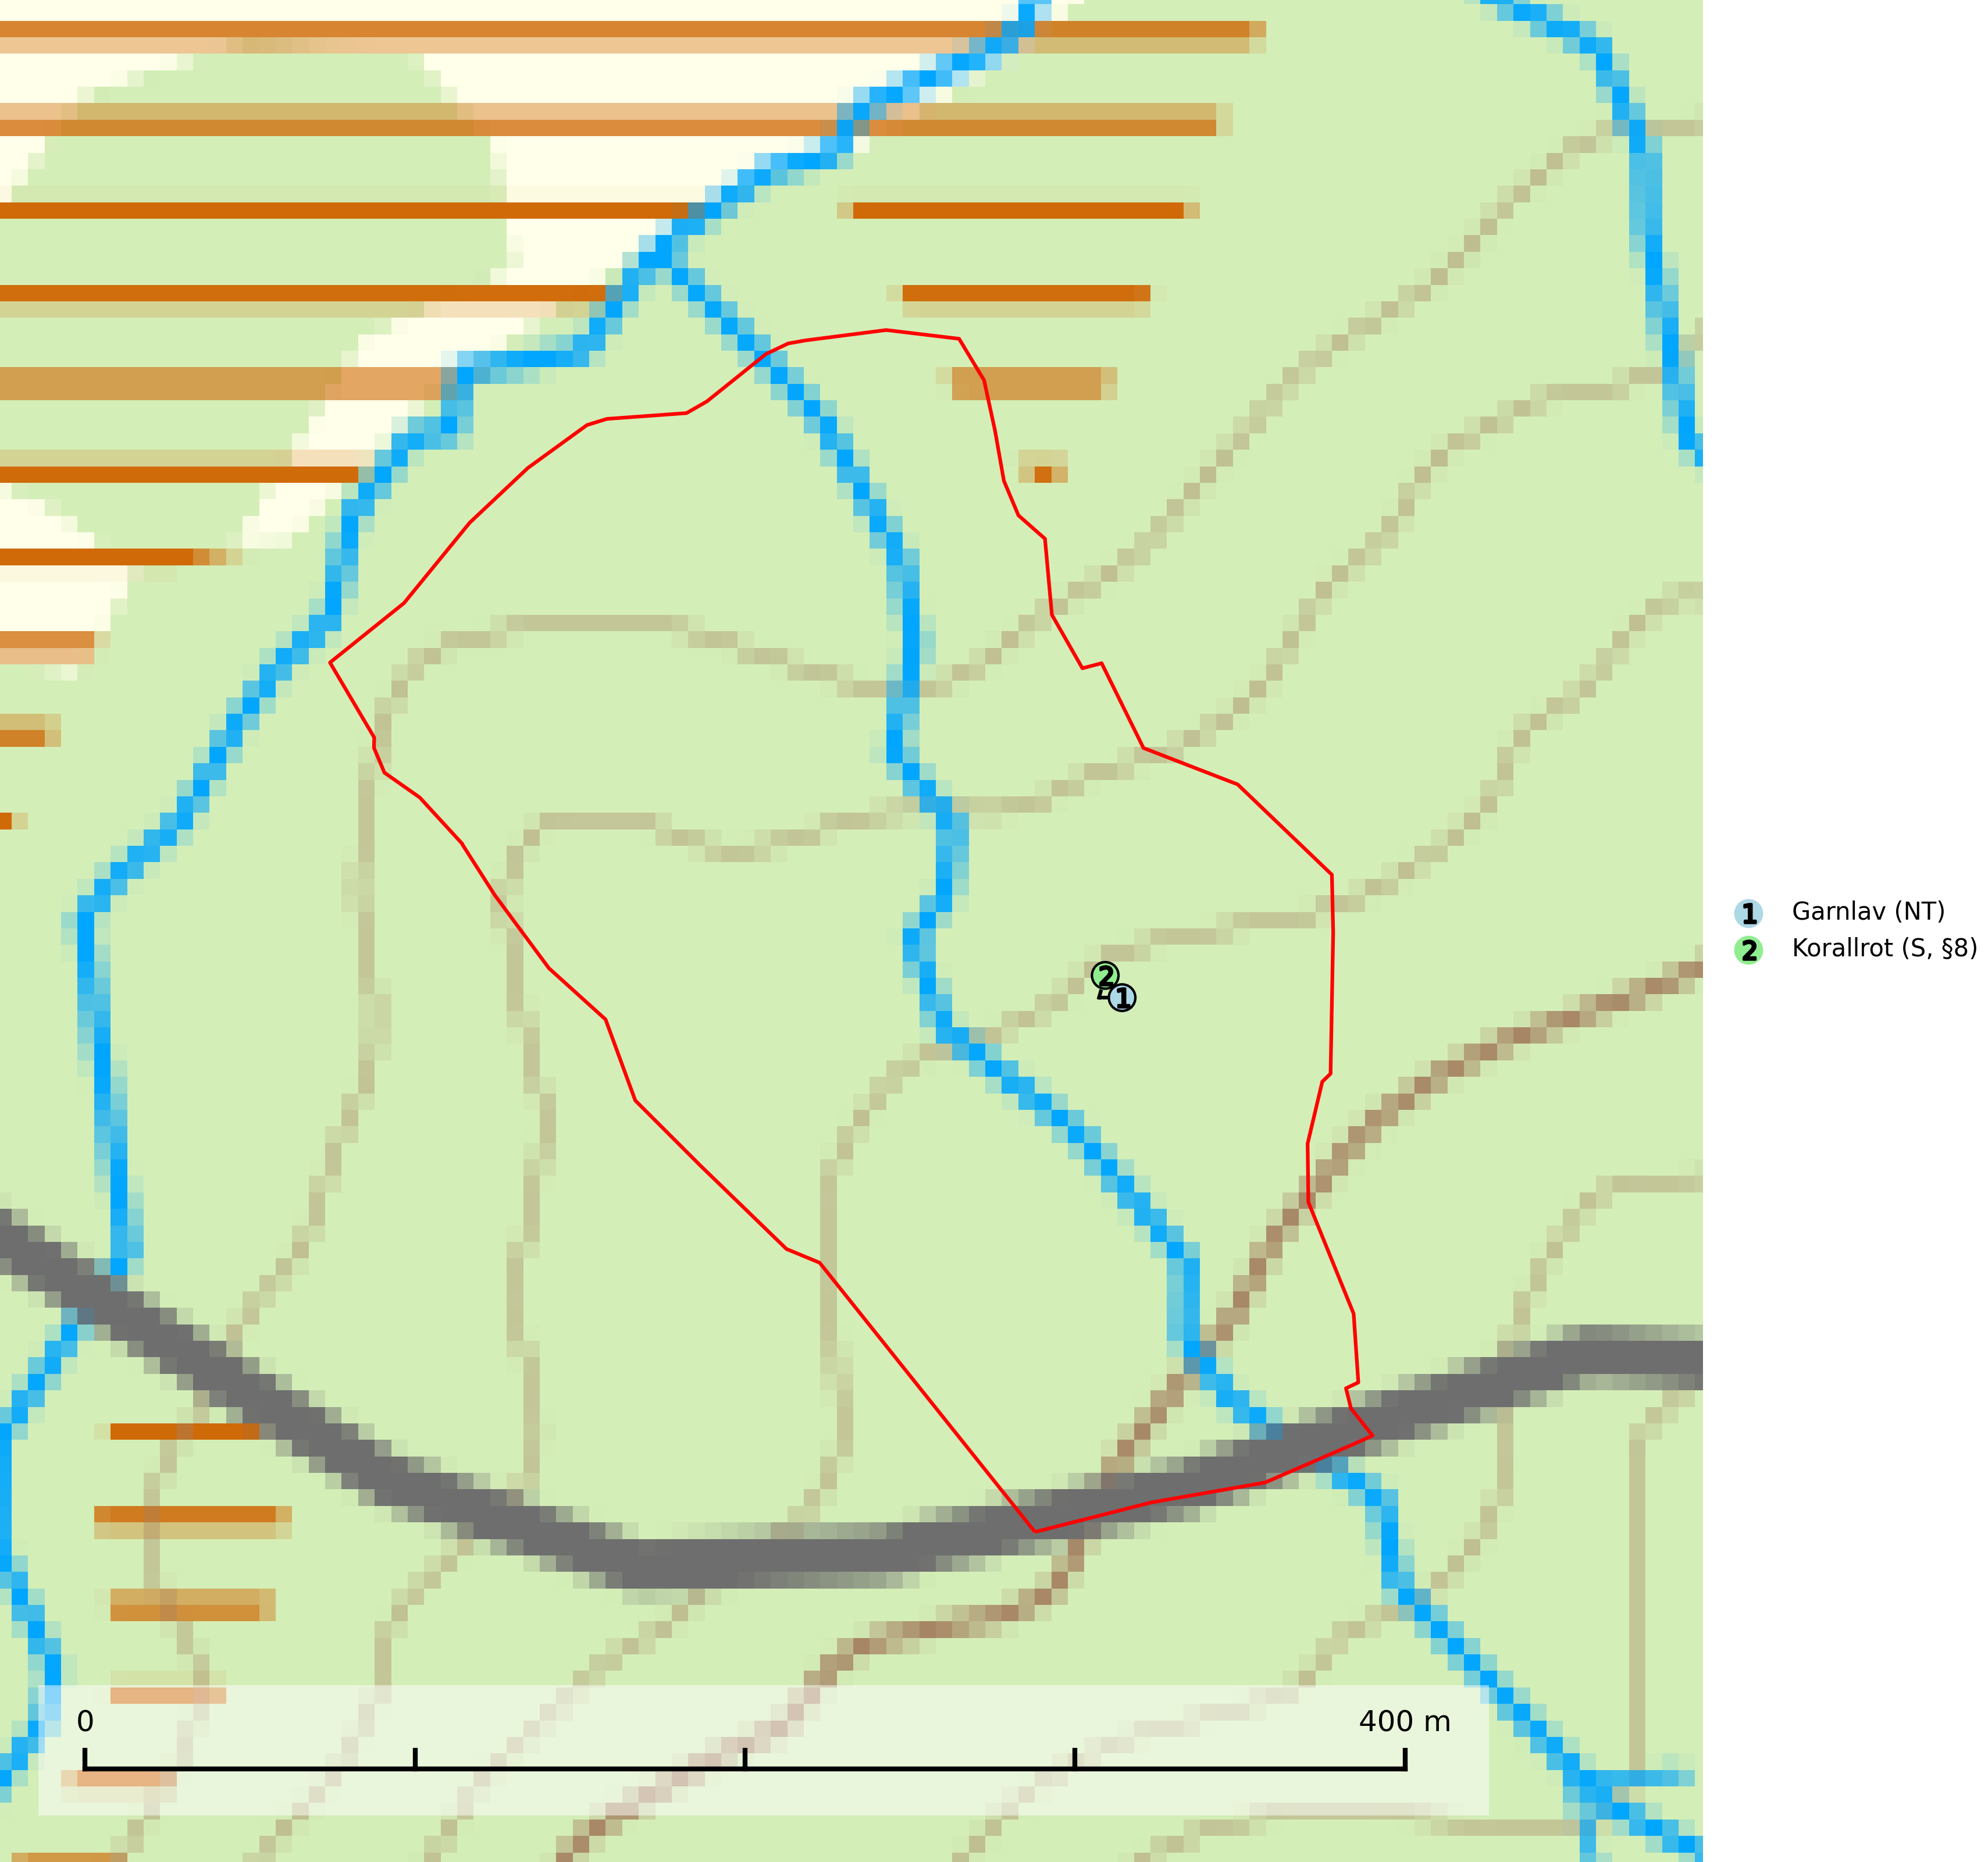 2
1
1 Garnlav (NT)
2 Korallrot (S, §8)
0 400 m